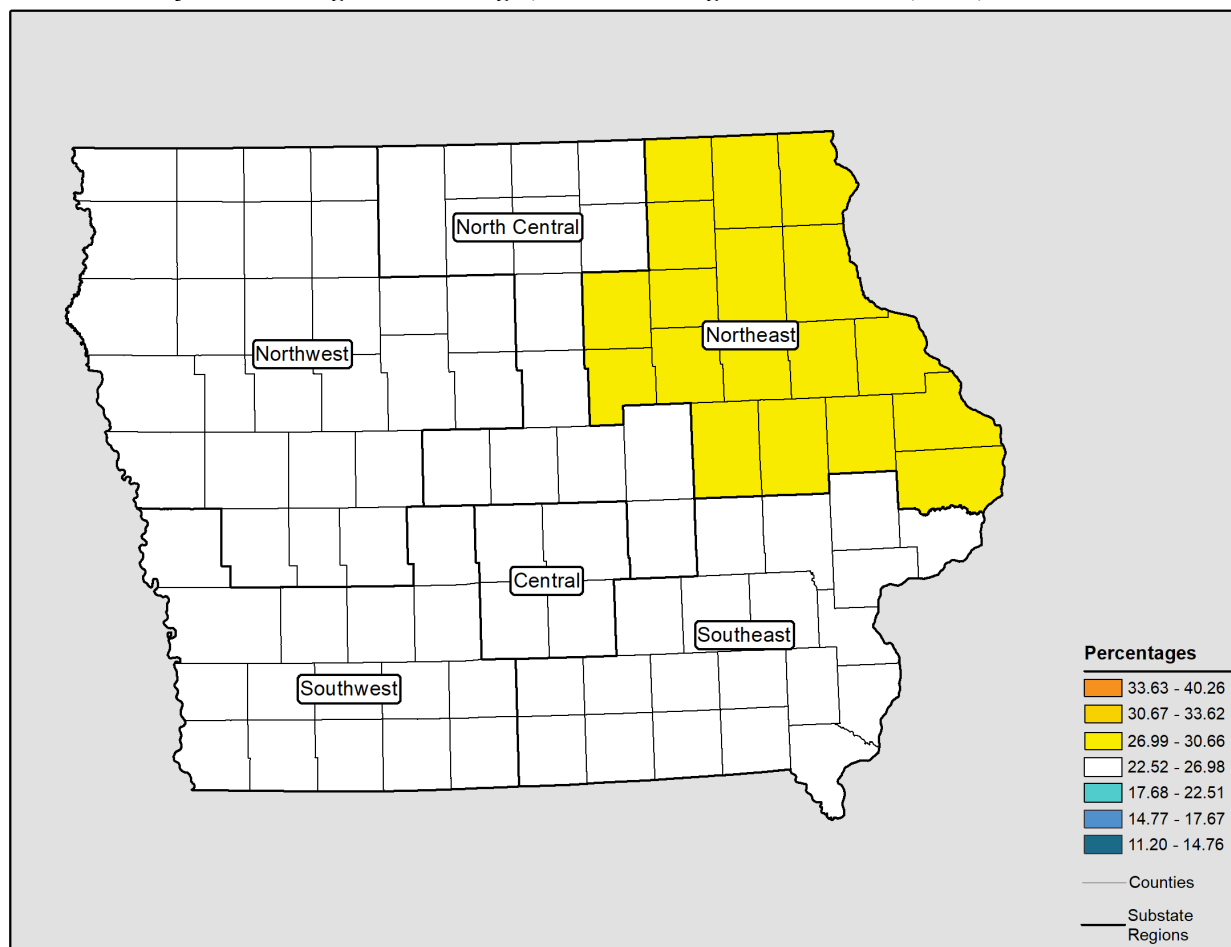 North Central
Northeast
Northwest
Central
Southeast
Southwest
Percentages
33.63 - 40.26
30.67 - 33.62
26.99 - 30.66
22.52 - 26.98
17.68 - 22.51
14.77 - 17.67
11.20 - 14.76
Counties
Substate
Regions